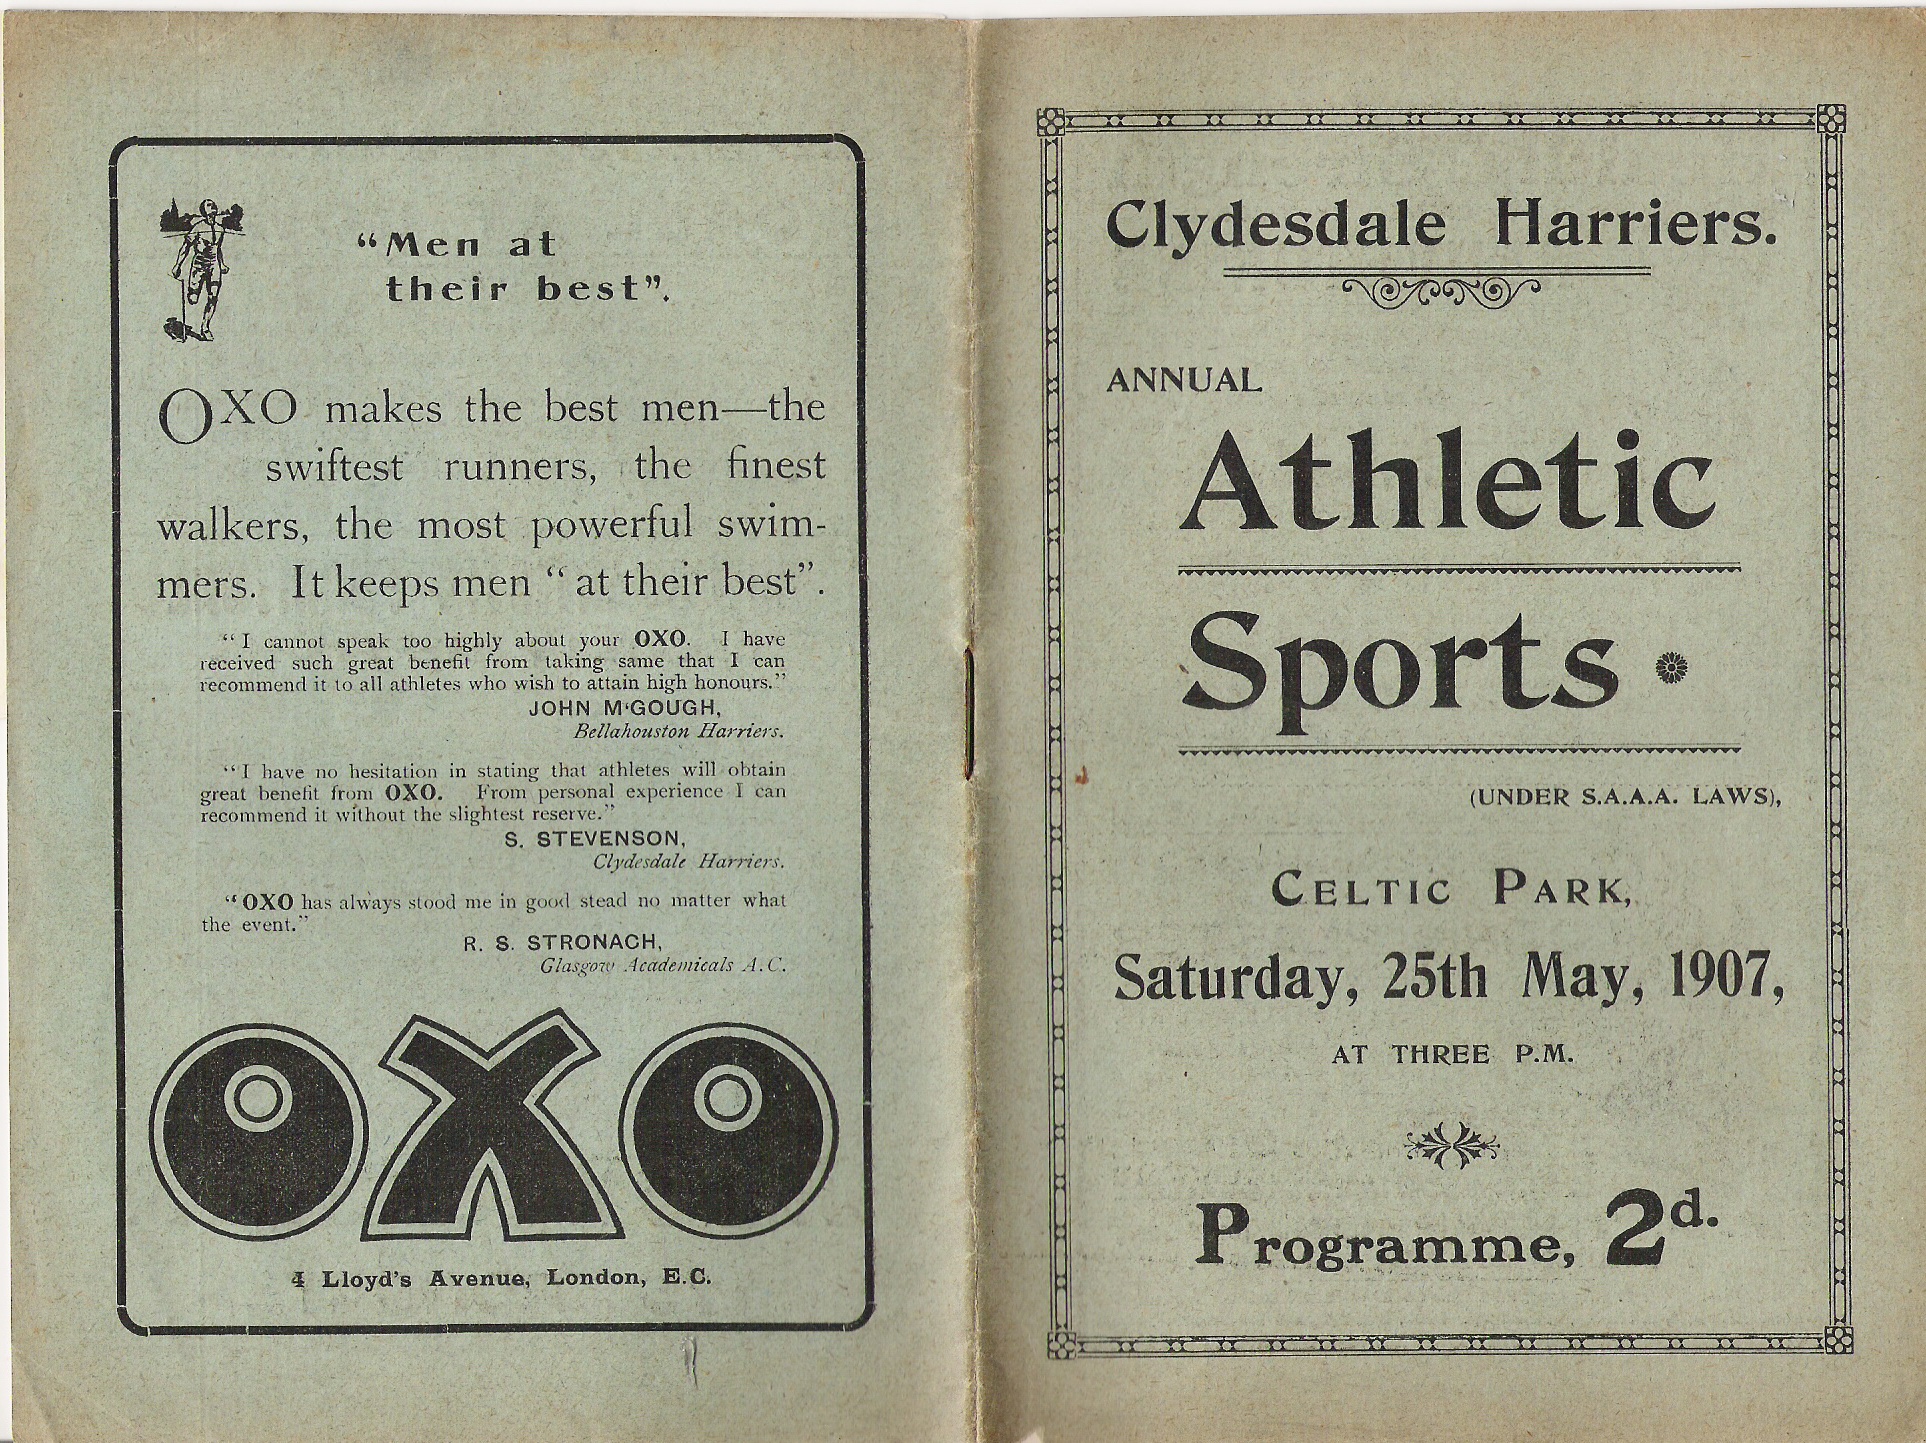 "Men at
their best".
OXO makes the best men—the
swiftest runners, the finest
walkers, the most powerful swim-
mers. It keeps men "at their best".
"I cannot speak too highly about your OXO. I have
received such great benefit from taking same that I can
recommend it to all athletes who wish to attain high honours."
JOHN M'GOUGH,
Bellahouston Harriers.
"I have no hesitation in stating that athletes will obtain
great benefit from OXO. From personal experience I can
recommend it without the slightest reserve."
S. STEVENSON,
Clydesdale Harriers.
"OXO has always stood me in good stead no matter what
the event."
R. S. STRONACH,
Glasgow Academicals A.C.
OXO
4 Lloyd's Avenue, London, E.C.
Clydesdale Harriers.
ANNUAL
Athletic
Sports
(UNDER S.A.A.A. LAWS),
CELTIC PARK,
Saturday, 25th May, 1907,
AT THREE P.M.
Programme, 2d.